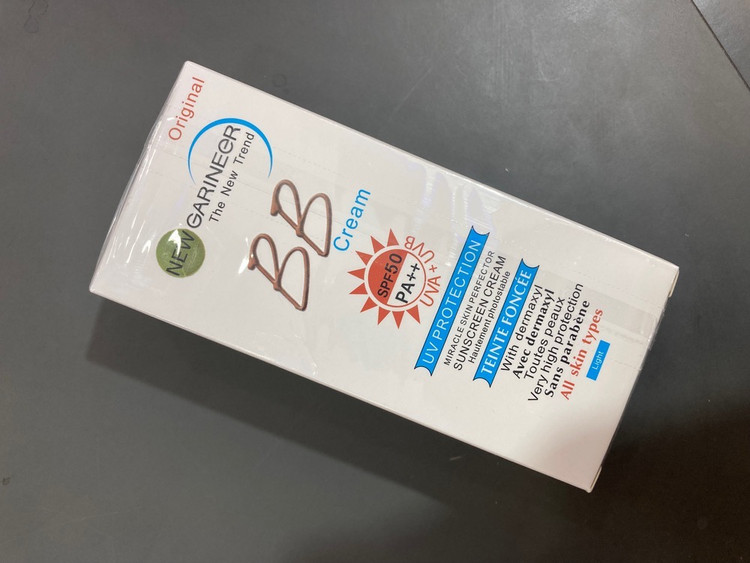 Original
NEW GARINEER
The New Trend
BB
Cream
SPF50
PA++
UVA+UVB
UV PROTECTION
MIRACLE SKIN PERFECTOR
SUNSCREEN CREAM
Hautement photostable
TEINTE FONCÉE
With dermaxyl
Avec dermaxyl
Toutes peaux
Very high protection
Sans parabène
All skin types
Light